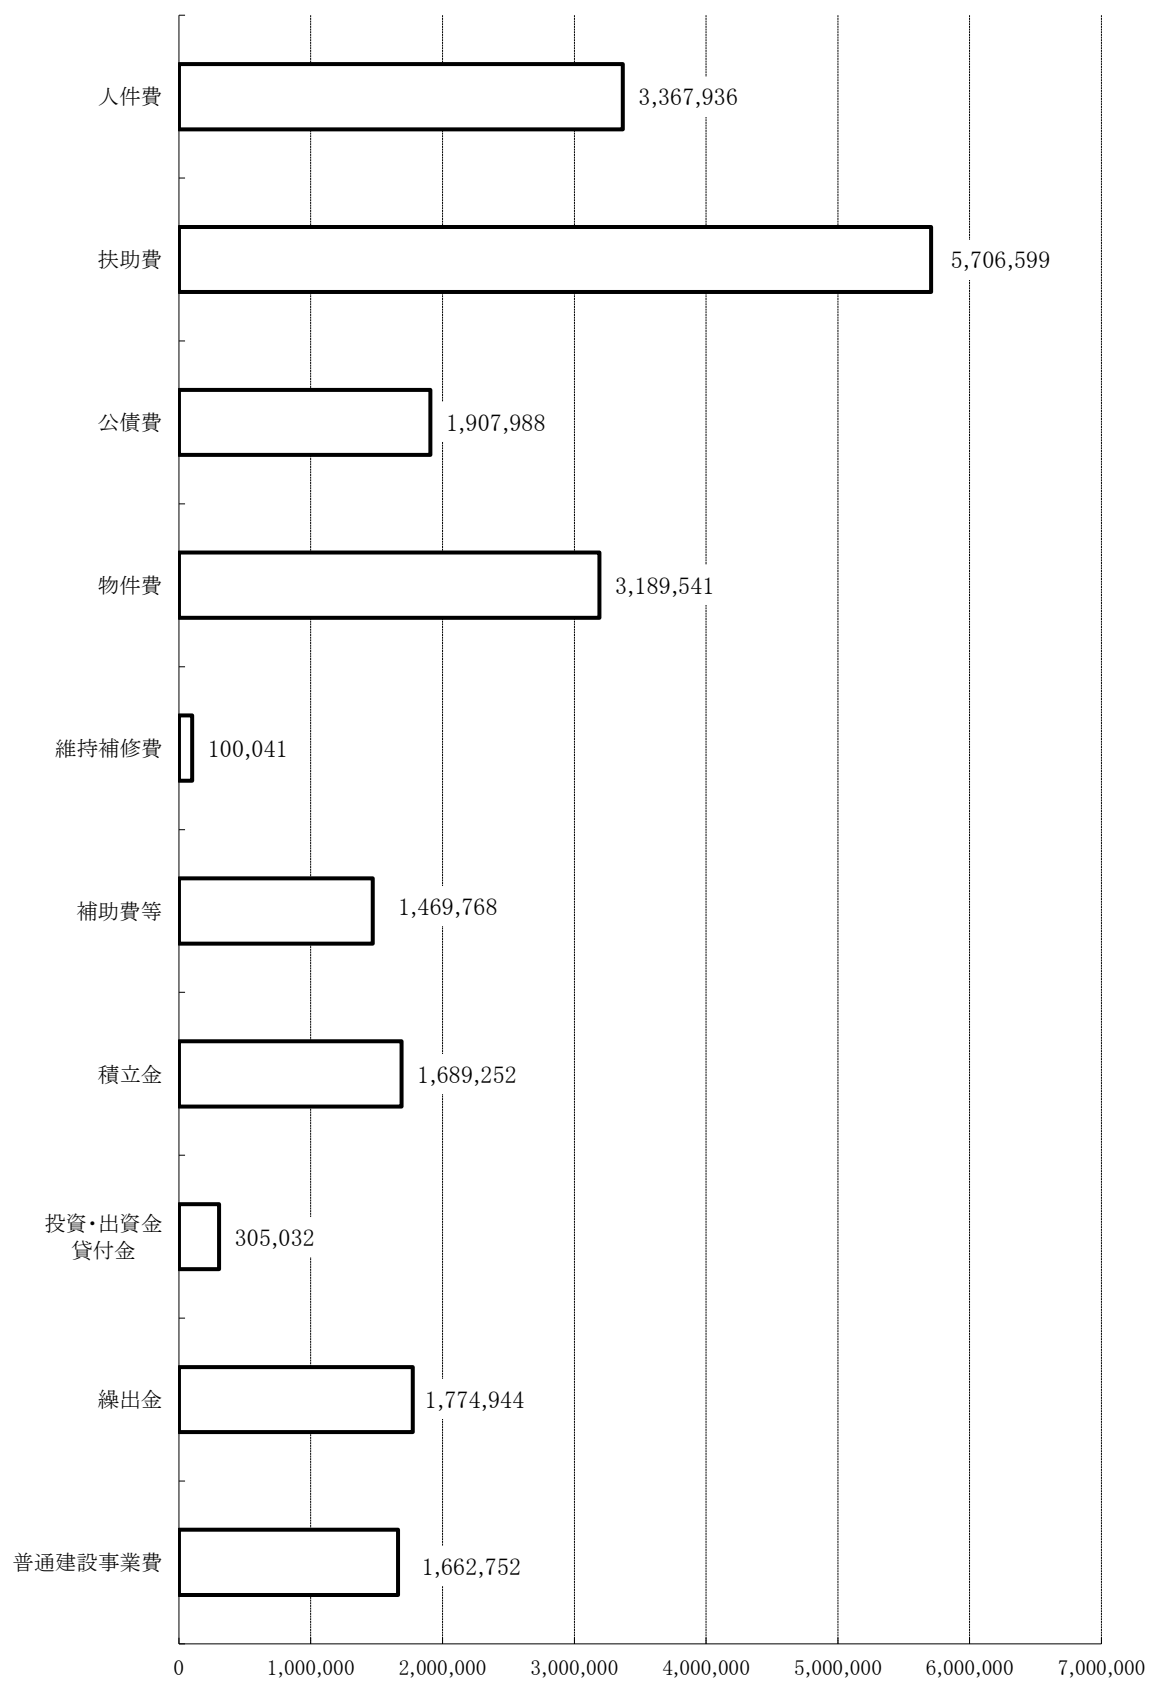 人件費 3,367,936
扶助費 5,706,599
公債費 1,907,988
物件費 3,189,541
維持補修費 100,041
補助費等 1,469,768
積立金 1,689,252
投資・出資金
貸付金 305,032
繰出金 1,774,944
普通建設事業費 1,662,752
0 1,000,000 2,000,000 3,000,000 4,000,000 5,000,000 6,000,000 7,000,000